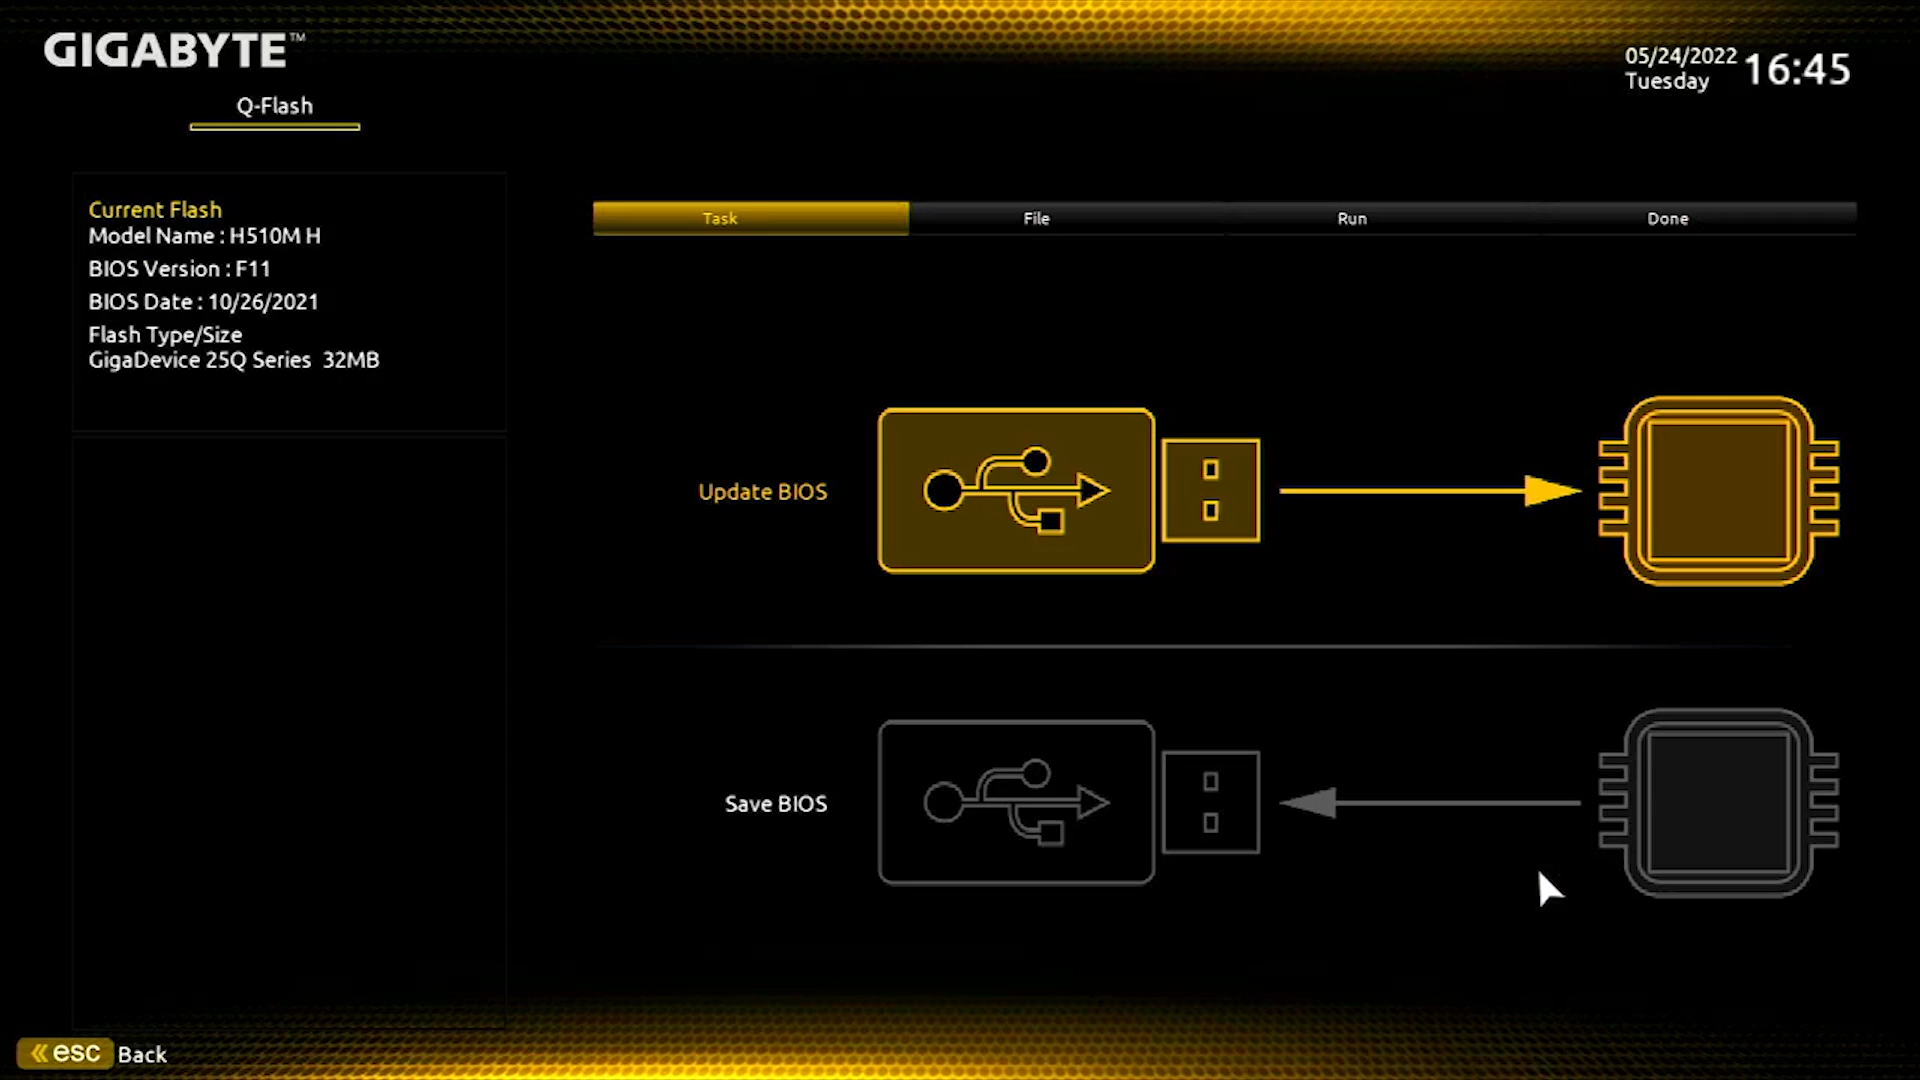 GIGABYTE™
05/24/2022
Tuesday
16:45
Q-Flash
Current Flash
Model Name : H510M H
BIOS Version : F11
BIOS Date : 10/26/2021
Flash Type/Size
GigaDevice 25Q Series  32MB
Task
File
Run
Done
Update BIOS
Save BIOS
esc Back